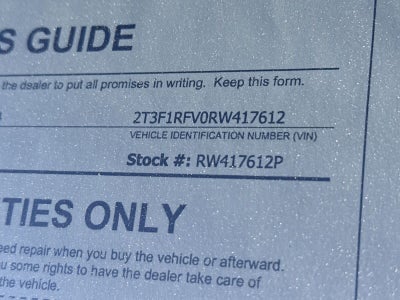 S GUIDE
the dealer to put all promises in writing. Keep this form.
2T3F1RFV0RW417612
VEHICLE IDENTIFICATION NUMBER (VIN)
Stock #: RW417612P
TIES ONLY
eed repair when you buy the vehicle or afterward.
u some rights to have the dealer take care of
the vehicle.